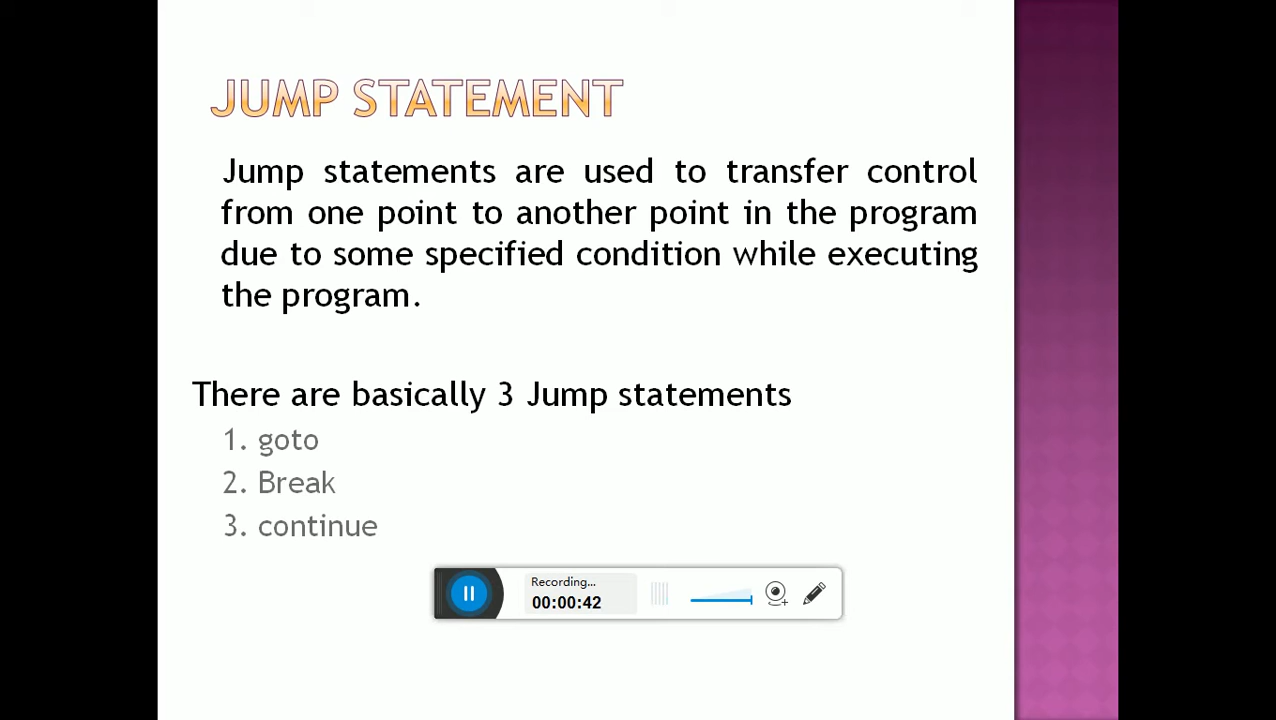 JUMP STATEMENT
Jump statements are used to transfer control
from one point to another point in the program
due to some specified condition while executing
the program.
There are basically 3 Jump statements
1. goto
2. Break
3. continue
Recording...
00:00:42